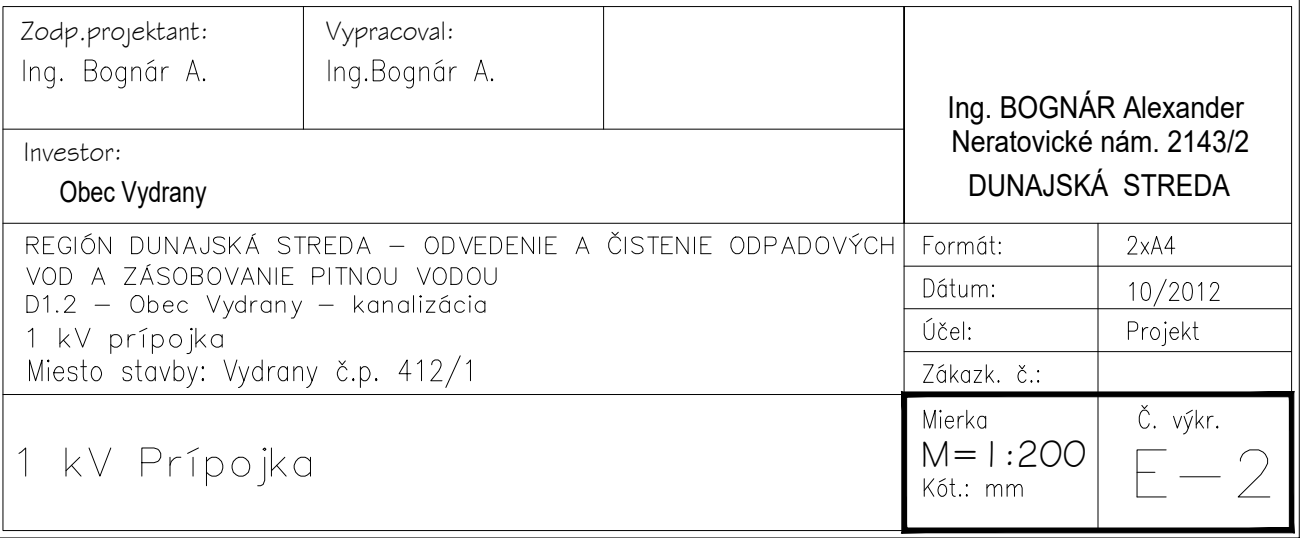 Zodp.projektant:
Ing. Bognár A.
Vypracoval:
Ing.Bognár A.
Ing. BOGNÁR Alexander
Neratovické nám. 2143/2
DUNAJSKÁ STREDA
Investor:
Obec Vydrany
REGIÓN DUNAJSKÁ STREDA – ODVEDENIE A ČISTENIE ODPADOVÝCH
VOD A ZÁSOBOVANIE PITNOU VODOU
D1.2 – Obec Vydrany – kanalizácia
1 kV prípojka
Miesto stavby: Vydrany č.p. 412/1
Formát: 2xA4
Dátum: 10/2012
Účel: Projekt
Zákazk. č.:
1 kV Prípojka
Mierka
M=1:200
Kót.: mm
Č. výkr.
E–2